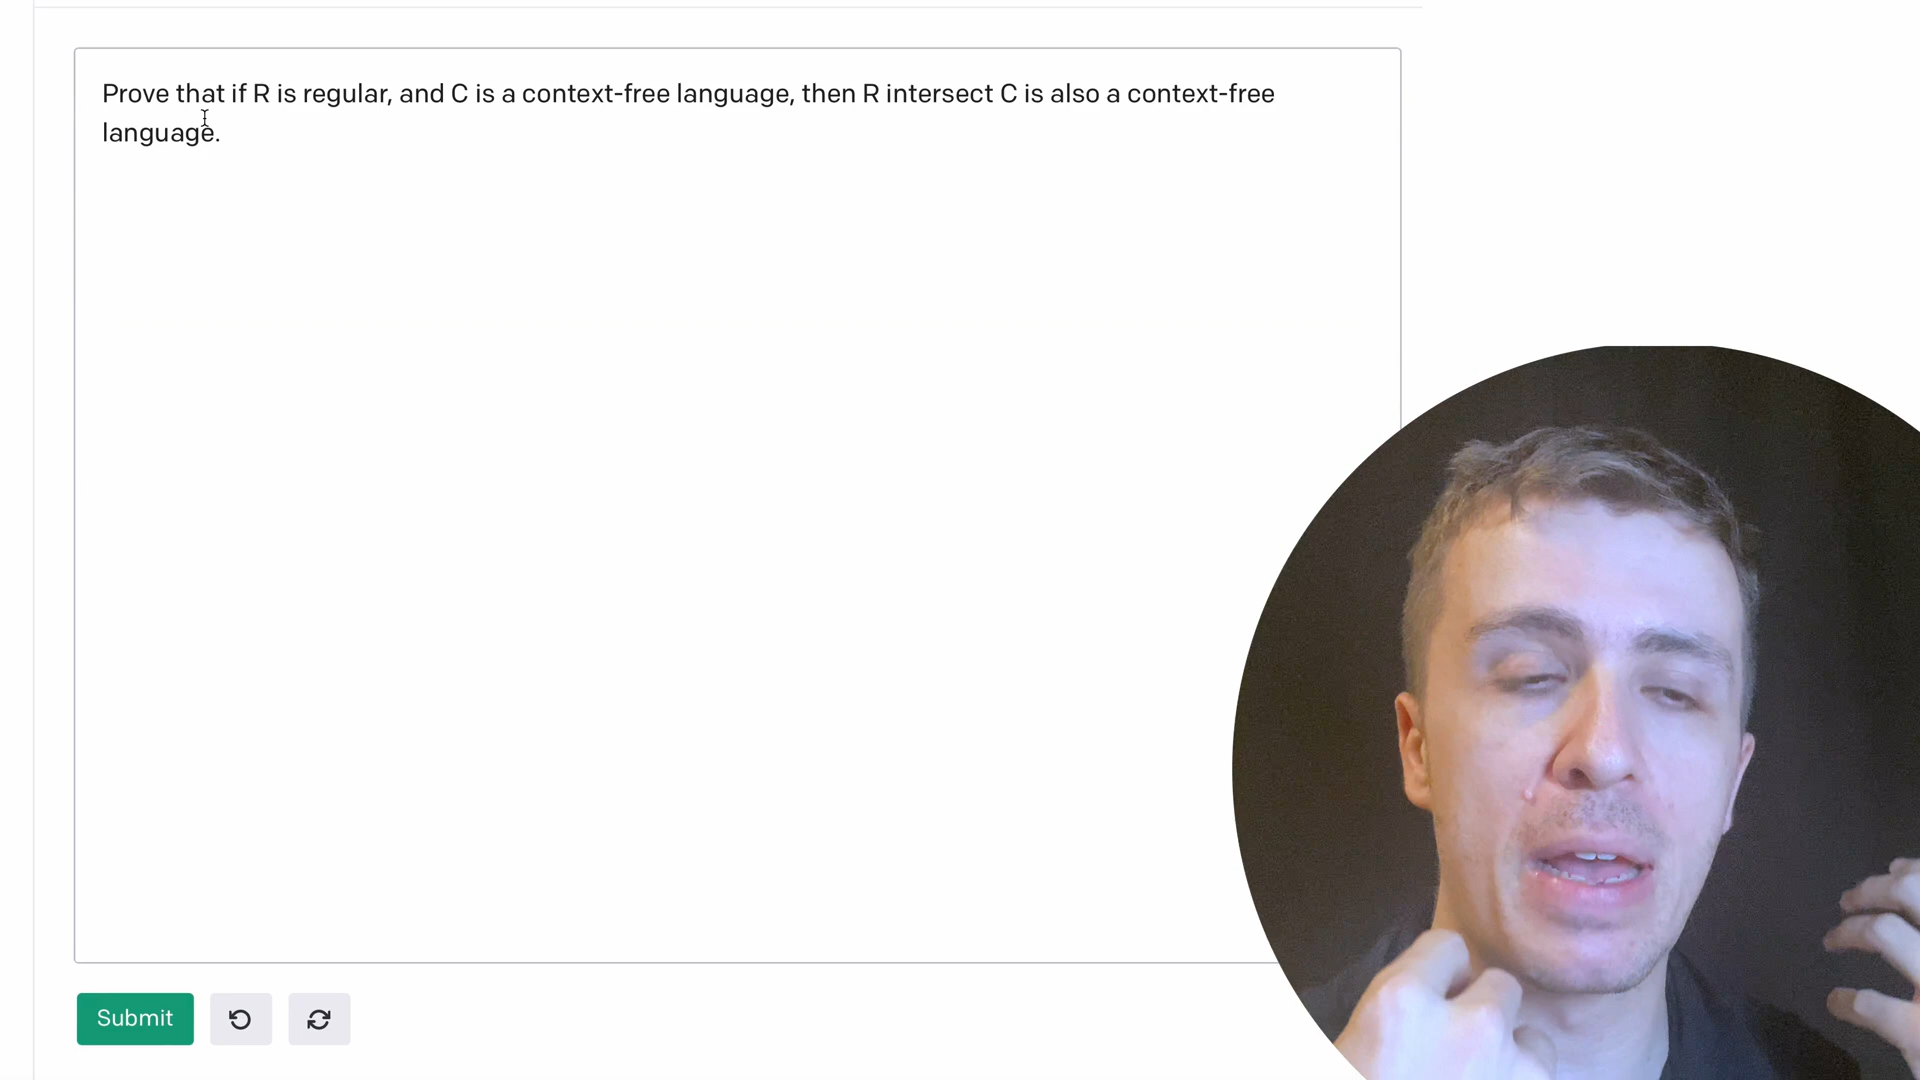 Prove that if R is regular, and C is a context-free language, then R intersect C is also a context-free
language.
Submit